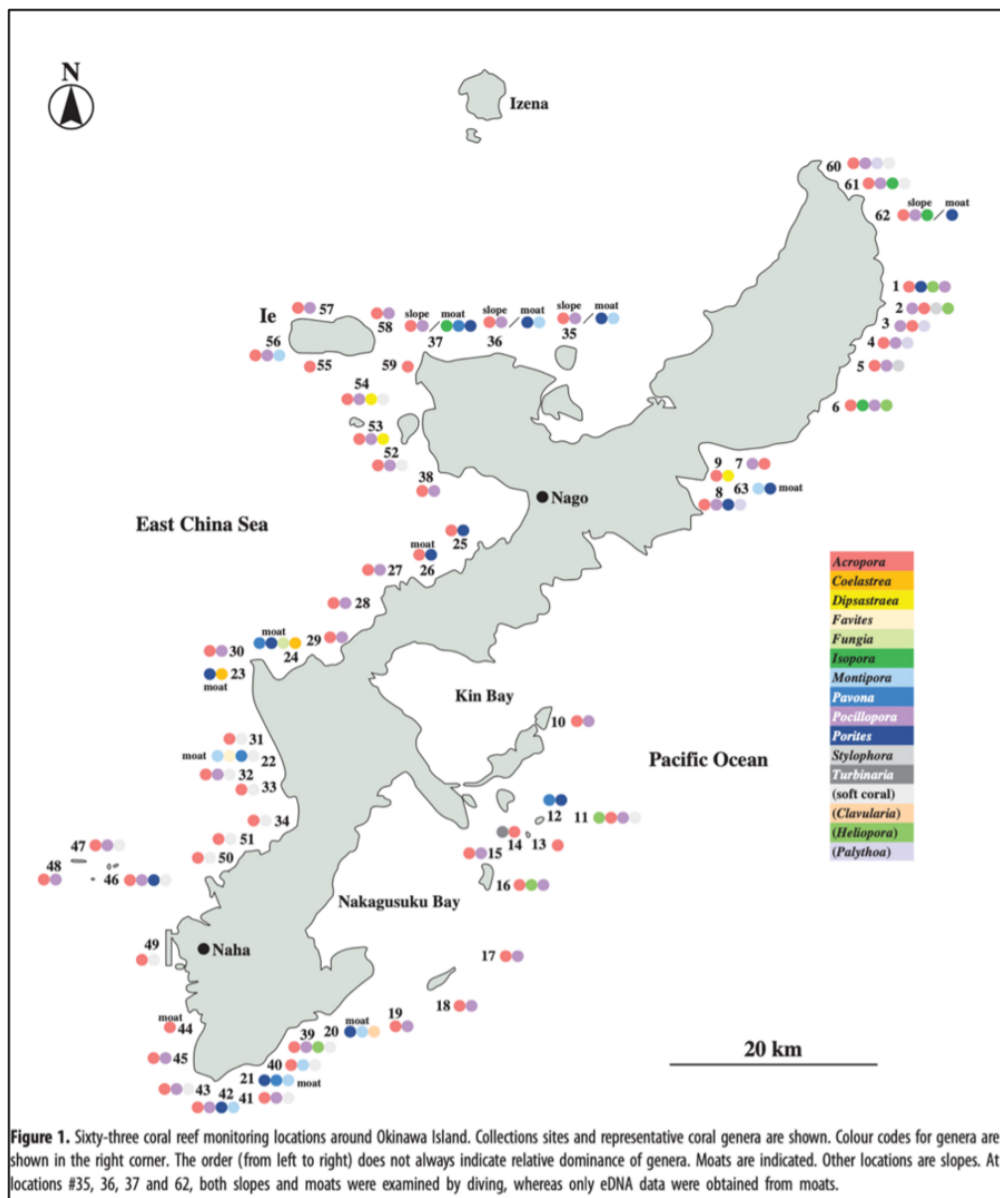 N
Izena
60
61
slope moat
62
1
2
3
4
5
6
Ie
57
56
55
58
59
slope moat
37
slope moat
36
slope moat
35
54
53
52
38
9 7
8 63 moat
Nago
East China Sea
25
moat
26
27
28
moat
24
29
30
23
moat
Kin Bay
10
Pacific Ocean
31
moat 22
32
33
34
51
50
47
48
46
12 11
14 13
15
16
Nakagusuku Bay
49
Naha
17
18
19
moat
20
39
moat
44
45
40
21 moat
43 42 41
Acropora
Coelastrea
Dipsastraea
Favites
Fungia
Isopora
Montipora
Pavona
Pocillopora
Porites
Stylophora
Turbinaria
(soft coral)
(Clavularia)
(Heliopora)
(Palythoa)
20 km
Figure 1. Sixty-three coral reef monitoring locations around Okinawa Island. Collections sites and representative coral genera are shown. Colour codes for genera are
shown in the right corner. The order (from left to right) does not always indicate relative dominance of genera. Moats are indicated. Other locations are slopes. At
locations #35, 36, 37 and 62, both slopes and moats were examined by diving, whereas only eDNA data were obtained from moats.